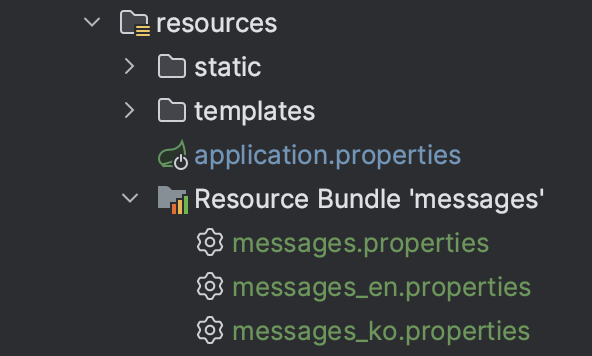 resources
static
templates
application.properties
Resource Bundle 'messages'
messages.properties
messages_en.properties
messages_ko.properties